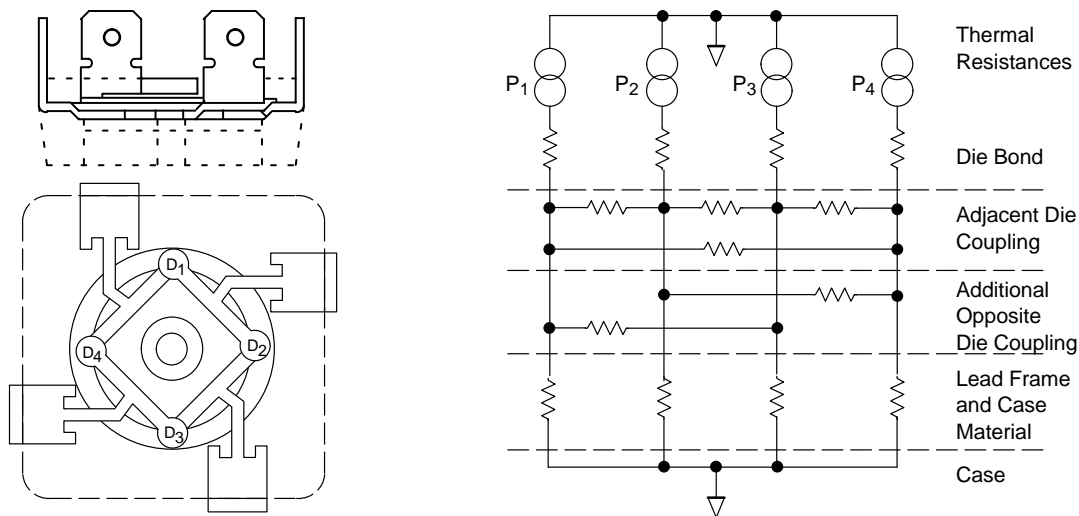 D1
D2
D4
D3
Thermal
Resistances
P1
P2
P3
P4
Die Bond
Adjacent Die
Coupling
Additional
Opposite
Die Coupling
Lead Frame
and Case
Material
Case